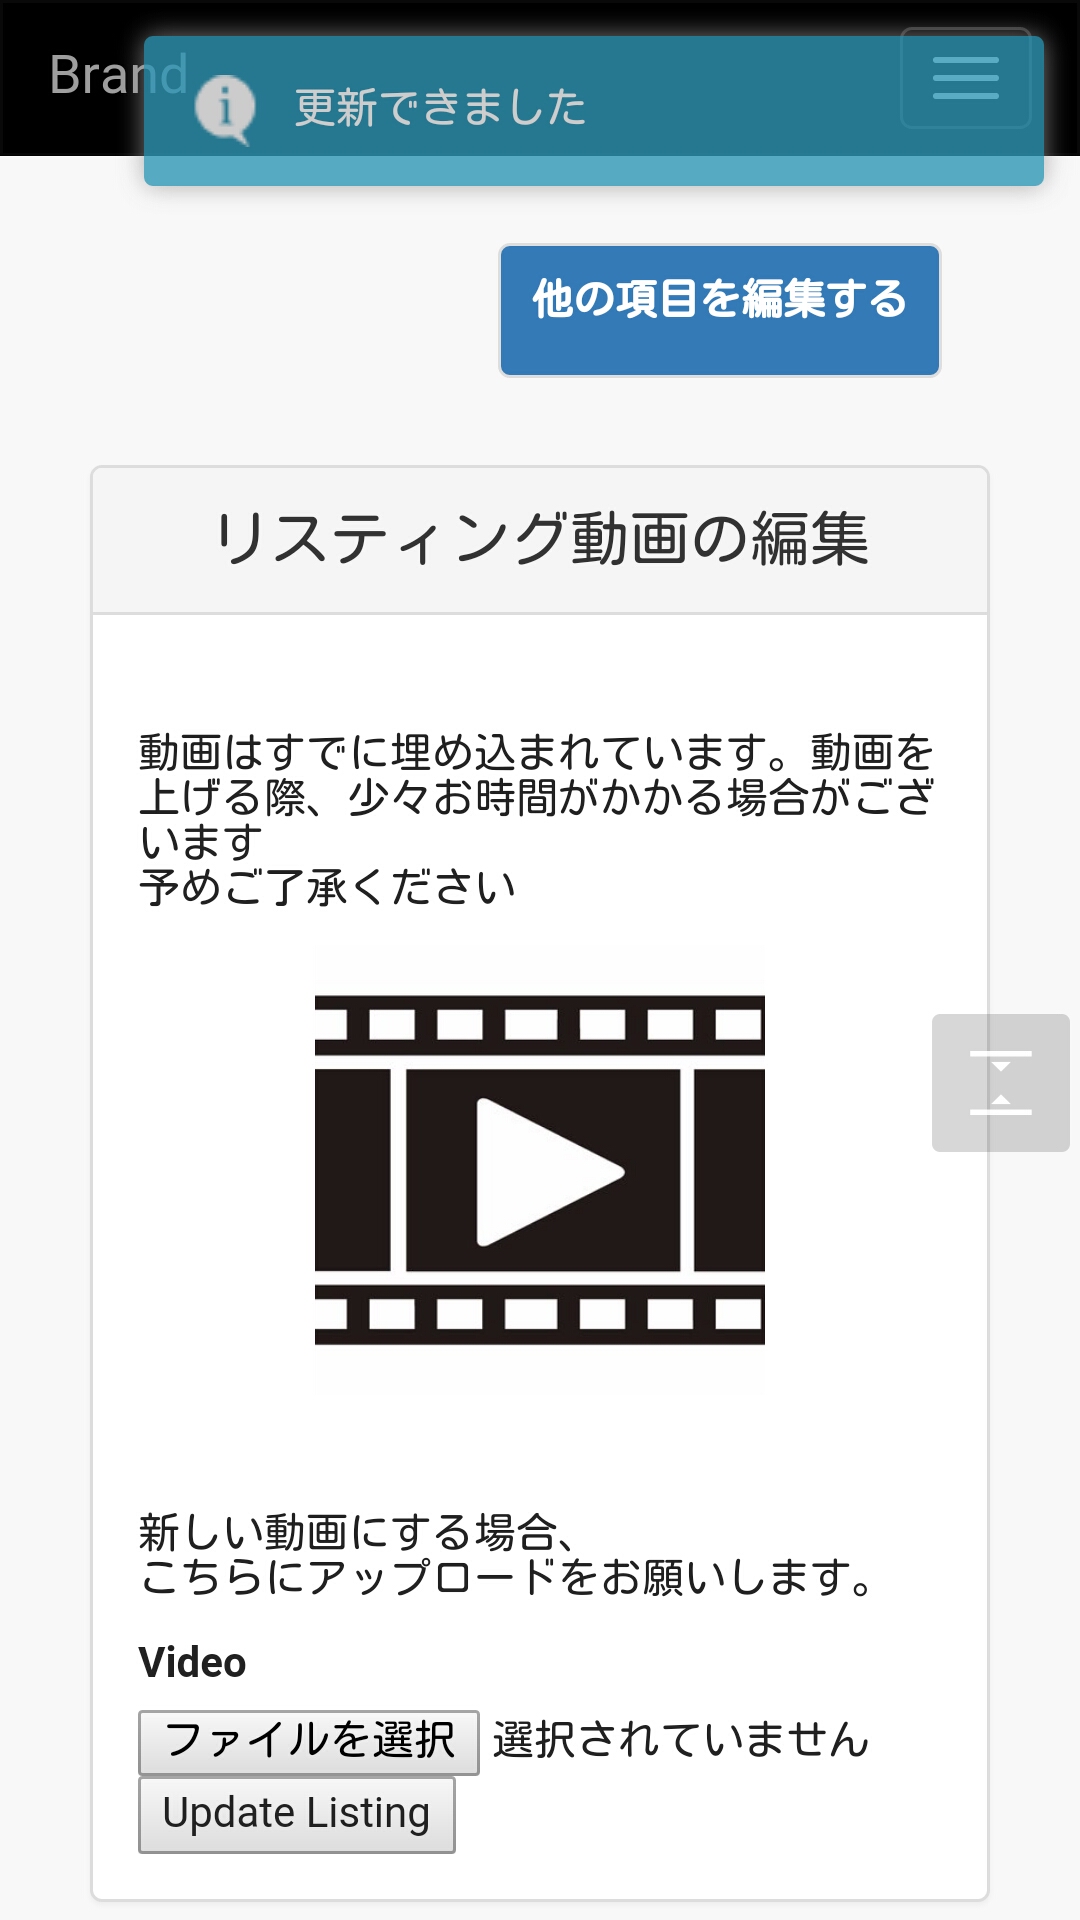 Brand
更新できました
他の項目を編集する
リスティング動画の編集
動画はすでに埋め込まれています。動画を
上げる際、少々お時間がかかる場合がござ
います
予めご了承ください
新しい動画にする場合、
こちらにアップロードをお願いします。
Video
ファイルを選択 選択されていません
Update Listing